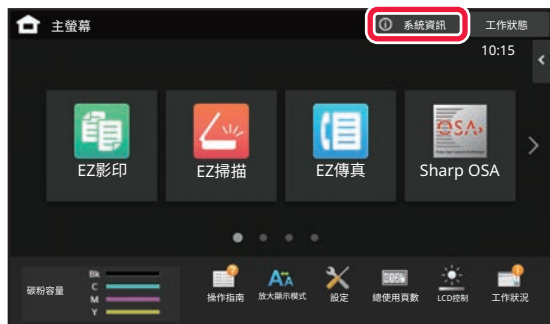 主螢幕
系統資訊
工作狀態
10:15
EZ影印
EZ掃描
EZ傳真
OSA
Sharp OSA
碳粉容量
Bk
C
M
Y
操作指南
放大顯示模式
設定
總使用頁數
LCD控制
工作狀況